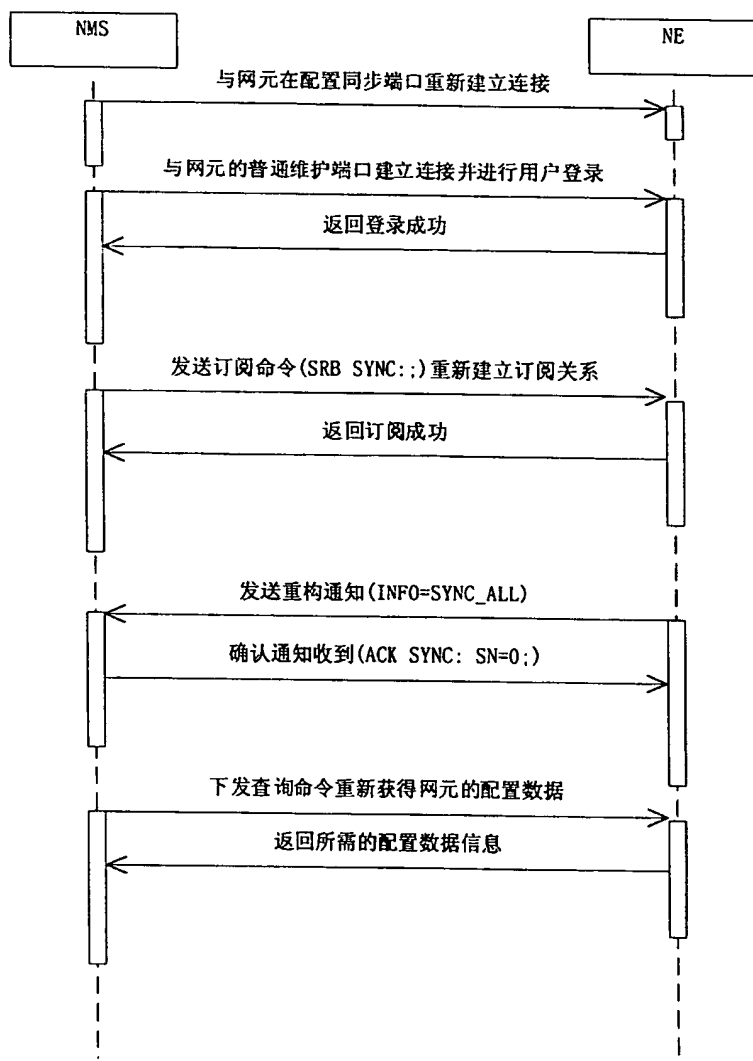 NMS
NE
与网元在配置同步端口重新建立连接
与网元的普通维护端口建立连接并进行用户登录
返回登录成功
发送订阅命令(SRB SYNC:;)重新建立订阅关系
返回订阅成功
发送重构通知(INFO=SYNC_ALL)
确认通知收到(ACK SYNC: SN=0;)
下发查询命令重新获得网元的配置数据
返回所需的配置数据信息